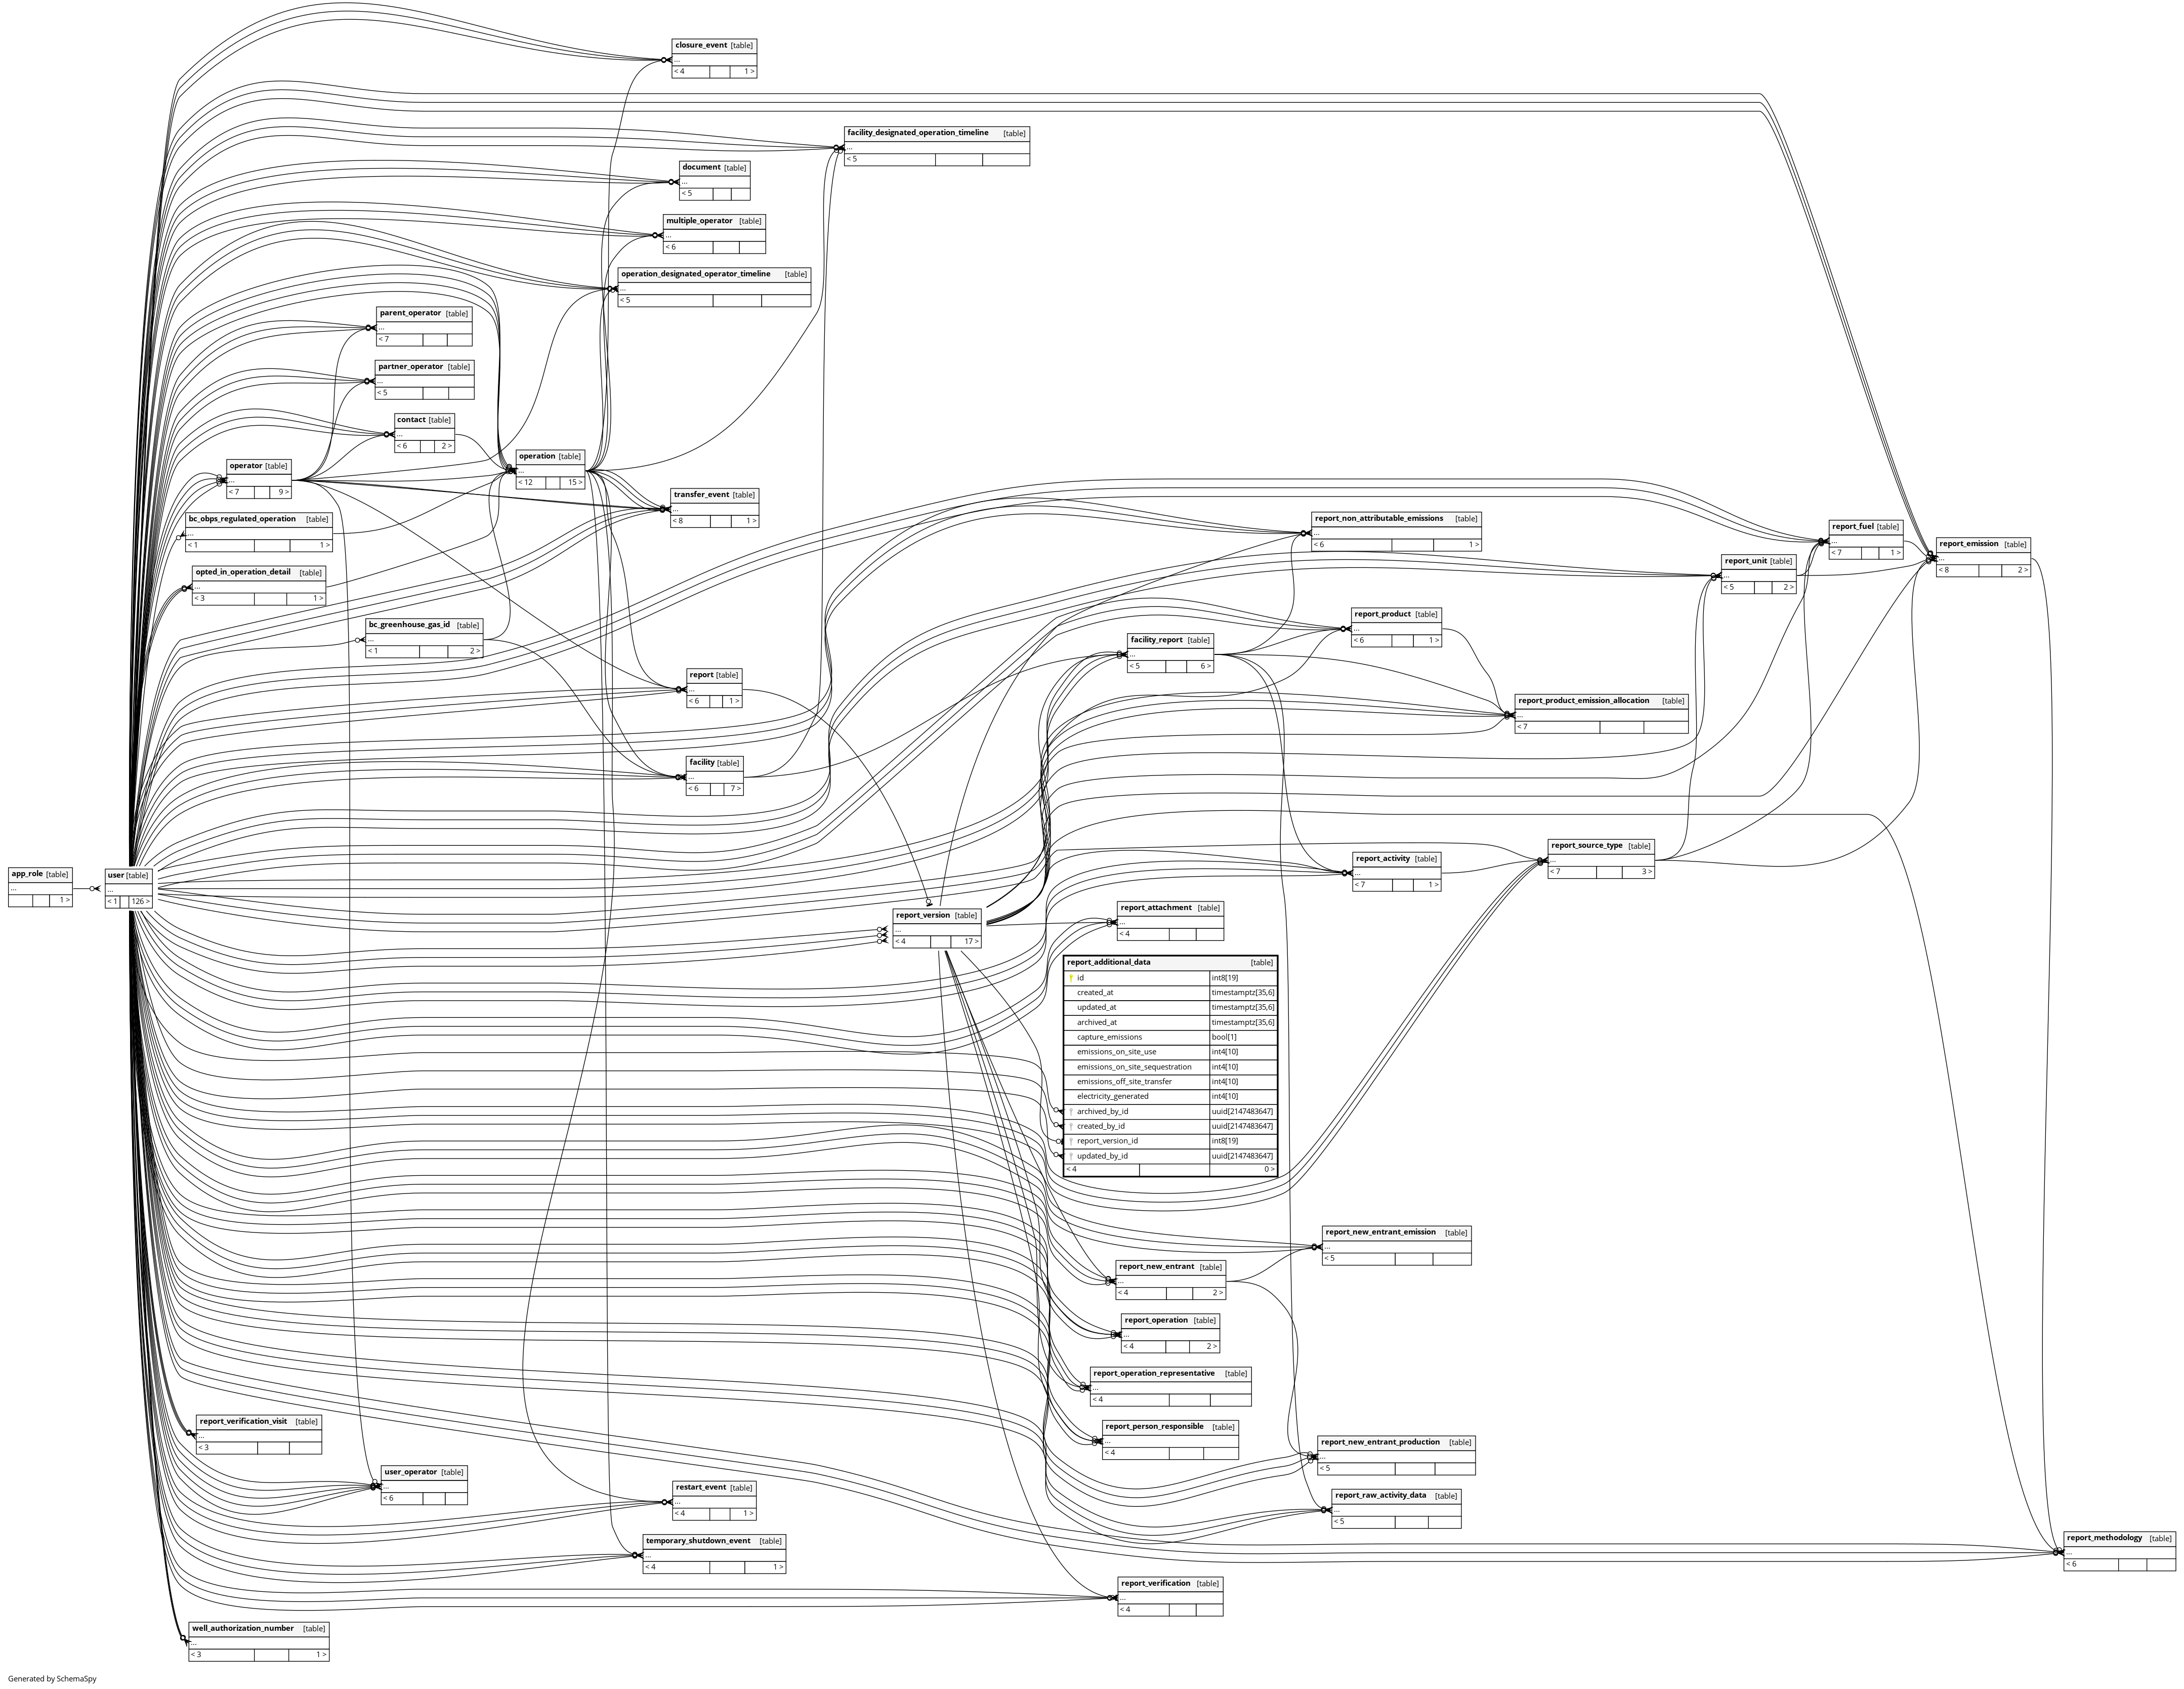 closure_event [table]
...
< 4 1 >
facility_designated_operation_timeline [table]
...
< 5
document [table]
...
< 5
multiple_operator [table]
...
< 6
operation_designated_operator_timeline [table]
...
< 5
parent_operator [table]
...
< 7
partner_operator [table]
...
< 5
contact [table]
...
< 6 2 >
operator [table]
...
< 7 9 >
operation [table]
...
< 12 15 >
transfer_event [table]
...
< 8 1 >
bc_obps_regulated_operation [table]
...
< 1 1 >
report_non_attributable_emissions [table]
...
< 6 1 >
report_fuel [table]
...
< 7 1 >
report_emission [table]
...
< 8 2 >
report_unit [table]
...
< 5 2 >
opted_in_operation_detail [table]
...
< 3 1 >
bc_greenhouse_gas_id [table]
...
< 1 2 >
report_product [table]
...
< 6 1 >
facility_report [table]
...
< 5 6 >
report [table]
...
< 6 1 >
report_product_emission_allocation [table]
...
< 7
facility [table]
...
< 6 7 >
report_source_type [table]
...
< 7 3 >
report_activity [table]
...
< 7 1 >
app_role [table]
...
1 >
user [table]
...
< 1 126 >
report_attachment [table]
...
< 4
report_version [table]
...
< 4 17 >
report_additional_data [table]
id int8[19]
created_at timestamptz[35,6]
updated_at timestamptz[35,6]
archived_at timestamptz[35,6]
capture_emissions bool[1]
emissions_on_site_use int4[10]
emissions_on_site_sequestration int4[10]
emissions_off_site_transfer int4[10]
electricity_generated int4[10]
archived_by_id uuid[2147483647]
created_by_id uuid[2147483647]
report_version_id int8[19]
updated_by_id uuid[2147483647]
< 4 0 >
report_new_entrant_emission [table]
...
< 5
report_new_entrant [table]
...
< 4 2 >
report_operation [table]
...
< 4 2 >
report_operation_representative [table]
...
< 4
report_verification_visit [table]
...
< 3
report_person_responsible [table]
...
< 4
report_new_entrant_production [table]
...
< 5
user_operator [table]
...
< 6
restart_event [table]
...
< 4 1 >
report_raw_activity_data [table]
...
< 5
temporary_shutdown_event [table]
...
< 4 1 >
report_methodology [table]
...
< 6
report_verification [table]
...
< 4
well_authorization_number [table]
...
< 3 1 >
Generated by SchemaSpy